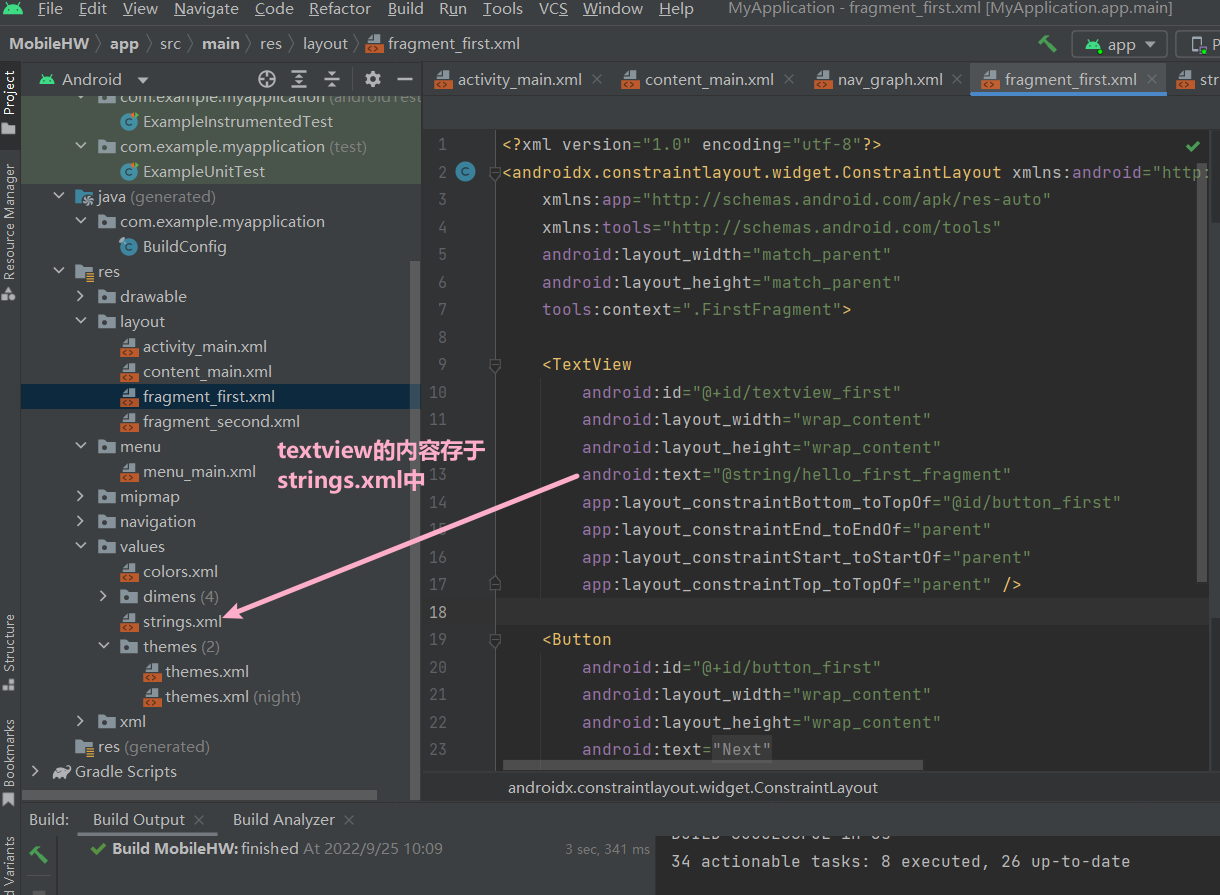 File Edit View Navigate Code Refactor Build Run Tools VCS Window Help MyApplication - fragment_first.xml [MyApplication.app.main]
MobileHW app src main res layout fragment_first.xml app
Project
Resource Manager
Structure
Bookmarks
Variants
Android
com.example.myapplication (androidTest
ExampleInstrumentedTest
com.example.myapplication (test)
ExampleUnitTest
java (generated)
com.example.myapplication
BuildConfig
res
drawable
layout
activity_main.xml
content_main.xml
fragment_first.xml
fragment_second.xml
menu
menu_main.xml
mipmap
navigation
values
colors.xml
dimens (4)
strings.xml
themes (2)
themes.xml
themes.xml (night)
xml
res (generated)
Gradle Scripts
textview的内容存于
strings.xml中
activity_main.xml content_main.xml nav_graph.xml fragment_first.xml str
1 <?xml version="1.0" encoding="utf-8"?>
2 <androidx.constraintlayout.widget.ConstraintLayout xmlns:android="http:
3 xmlns:app="http://schemas.android.com/apk/res-auto"
4 xmlns:tools="http://schemas.android.com/tools"
5 android:layout_width="match_parent"
6 android:layout_height="match_parent"
7 tools:context=".FirstFragment">
8
9 <TextView
10 android:id="@+id/textview_first"
11 android:layout_width="wrap_content"
12 android:layout_height="wrap_content"
13 android:text="@string/hello_first_fragment"
14 app:layout_constraintBottom_toTopOf="@id/button_first"
15 app:layout_constraintEnd_toEndOf="parent"
16 app:layout_constraintStart_toStartOf="parent"
17 app:layout_constraintTop_toTopOf="parent" />
18
19 <Button
20 android:id="@+id/button_first"
21 android:layout_width="wrap_content"
22 android:layout_height="wrap_content"
23 android:text="Next"
androidx.constraintlayout.widget.ConstraintLayout
Build: Build Output Build Analyzer
Build MobileHW: finished At 2022/9/25 10:09 3 sec, 341 ms
34 actionable tasks: 8 executed, 26 up-to-date